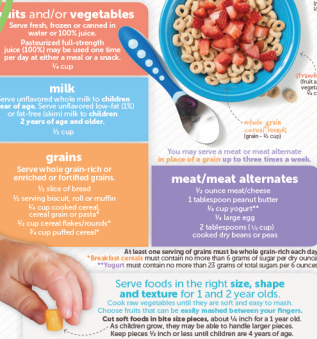 its and/or vegetables
Serve fresh, frozen or canned in
water or 100% juice.
Pasteurized full-strength
juice (100%) may be used one time
per day at either a meal or a snack.
¼ cup
milk
erve unflavored whole milk to children
ear of age. Serve unflavored low-fat (1%)
or fat-free (skim) milk to children
2 years of age and older.
½ cup
grains
Serve whole grain-rich or
enriched or fortified grains.
½ slice of bread
½ serving biscuit, roll or muffin
¼ cup cooked cereal,
cereal grain or pasta*
½ cup cereal flakes/rounds*
¾ cup puffed cereal*
(fruit a
vegeta
¼ c
whole grain
cereal rounds
(grain - ½ cup)
You may serve a meat or meat alternate
in place of a grain up to three times a week.
meat/meat alternates
½ ounce meat/cheese
1 tablespoon peanut butter
¼ cup yogurt**
¼ large egg
2 tablespoons (⅛ cup)
cooked dry beans or peas
At least one serving of grains must be whole grain-rich each day
*Breakfast cereals must contain no more than 6 grams of sugar per dry ounce
**Yogurt must contain no more than 23 grams of total sugars per 6 ounces
Serve foods in the right size, shape
and texture for 1 and 2 year olds.
Cook raw vegetables until they are soft and easy to mash.
Choose fruits that can be easily mashed between your fingers.
Cut soft foods in bite size pieces, about ¼ inch for a 1 year old.
As children grow, they may be able to handle larger pieces.
Keep pieces ½ inch or less until children are 4 years of age.